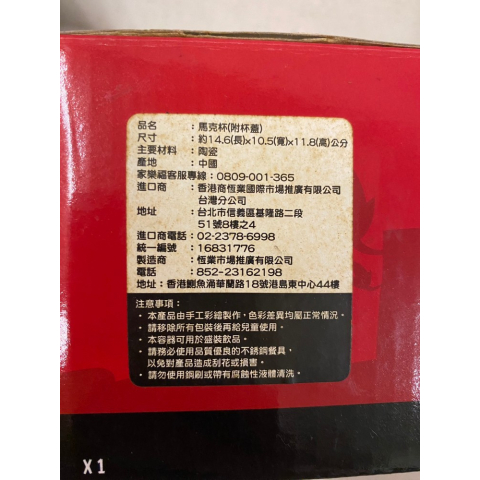 品名：馬克杯(附杯蓋)
尺寸：約14.6(長)x10.5(寬)x11.8(高)公分
主要材料：陶瓷
產地：中國
家樂福客服專線：0809-001-365
進口商：香港商恆業國際市場推廣有限公司
台灣分公司
地址：台北市信義區基隆路二段
51號8樓之4
進口商電話：02-2378-6998
統一編號：16831776
製造商：恆業市場推廣有限公司
電話：852-23162198
地址：香港鰂魚涌華蘭路18號港島東中心44樓
注意事項：
・本產品由手工彩繪製作，色彩差異均屬正常情況。
・請移除所有包裝後再給兒童使用。
・本容器可用於盛裝飲品。
・請務必使用品質優良的不銹鋼餐具，
以免對產品造成刮花或損害。
・請勿使用鋼刷或帶有腐蝕性液體清洗。
X1